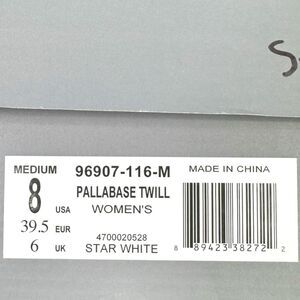 S
MEDIUM
8 USA
39.5 EUR
6 UK
96907-116-M
PALLABASE TWILL
WOMEN'S
4700020528
STAR WHITE
MADE IN CHINA
8 89423 38272 2